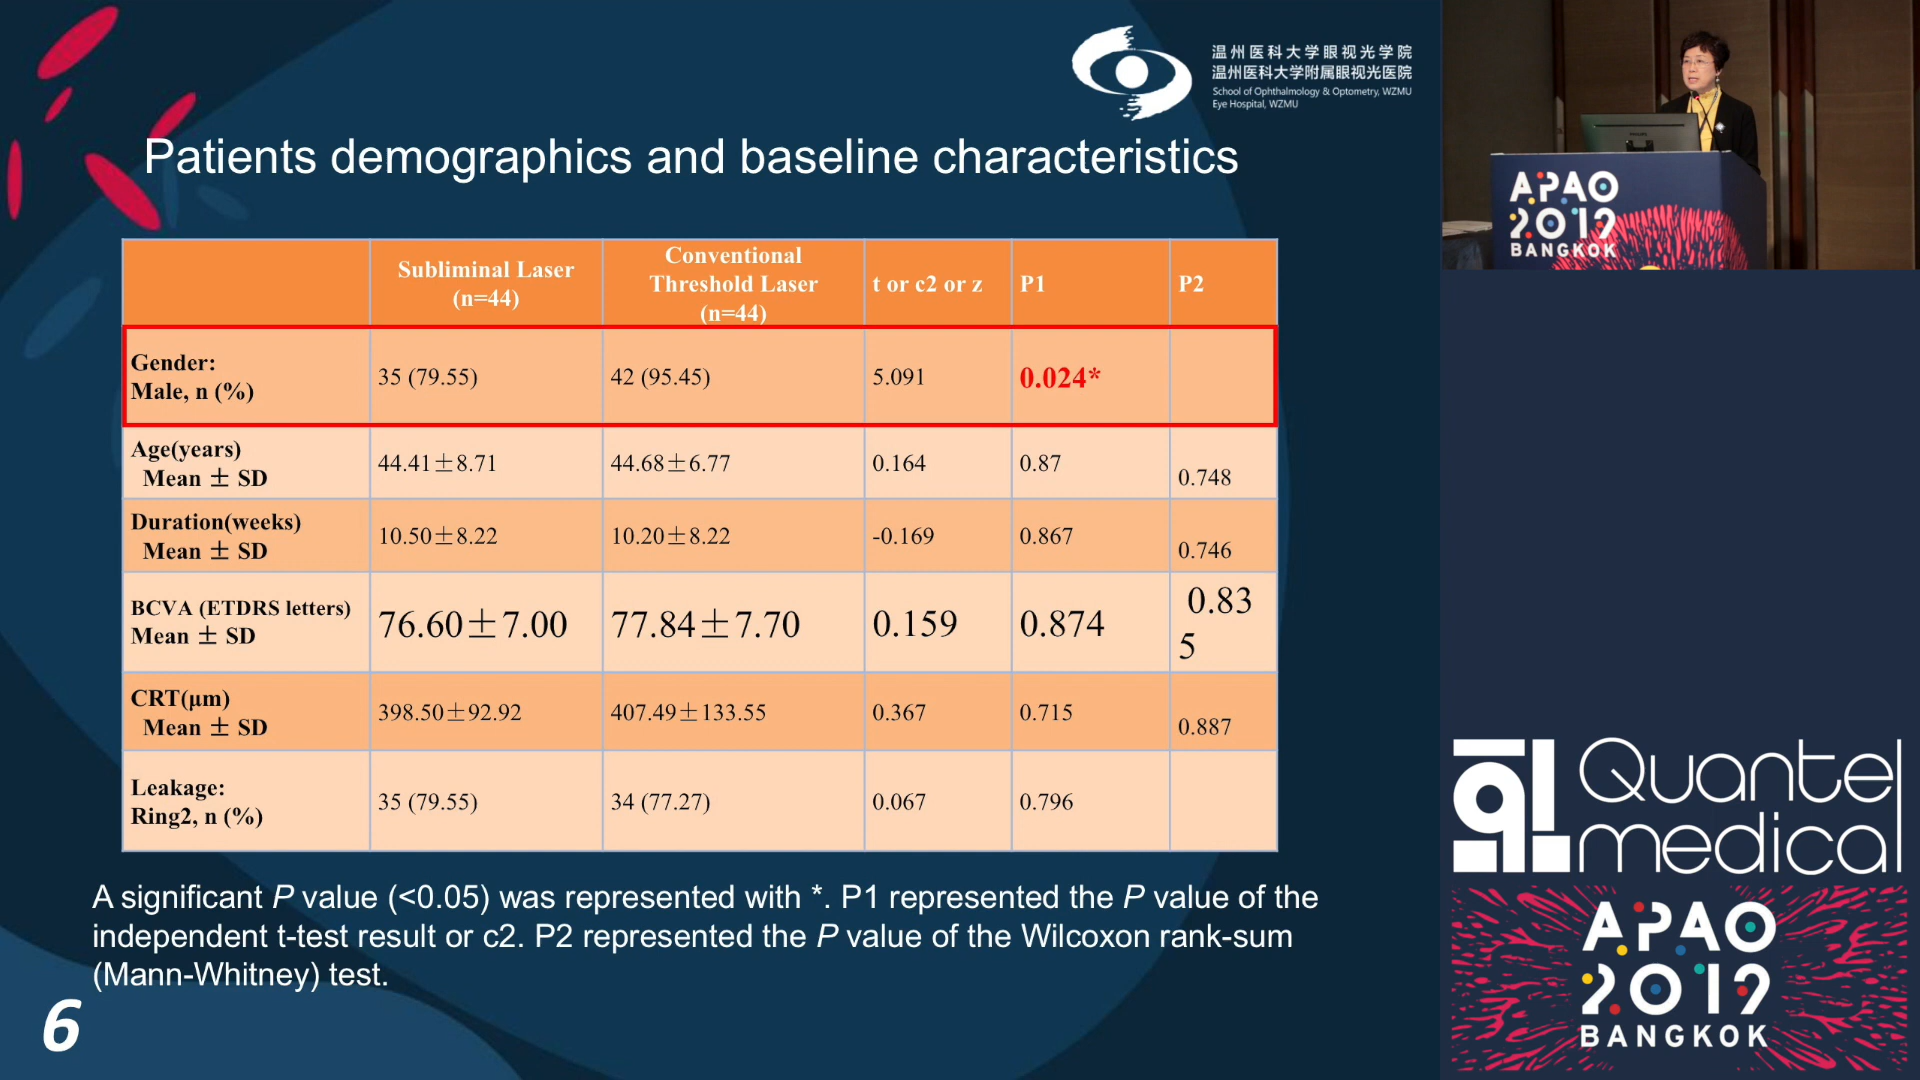 温州医科大学眼视光学院
温州医科大学附属眼视光医院
School of Ophthalmology & Optometry, WZMU
Eye Hospital, WZMU
Patients demographics and baseline characteristics
Subliminal Laser
(n=44)
Conventional
Threshold Laser
(n=44)
t or c2 or z
P1
P2
Gender:
Male, n (%)
35 (79.55)
42 (95.45)
5.091
0.024*
Age(years)
Mean ± SD
44.41±8.71
44.68±6.77
0.164
0.87
0.748
Duration(weeks)
Mean ± SD
10.50±8.22
10.20±8.22
-0.169
0.867
0.746
BCVA (ETDRS letters)
Mean ± SD
76.60±7.00
77.84±7.70
0.159
0.874
0.83
5
CRT(μm)
Mean ± SD
398.50±92.92
407.49±133.55
0.367
0.715
0.887
Leakage:
Ring2, n (%)
35 (79.55)
34 (77.27)
0.067
0.796
A significant P value (<0.05) was represented with *. P1 represented the P value of the
independent t-test result or c2. P2 represented the P value of the Wilcoxon rank-sum
(Mann-Whitney) test.
6
PHILIPS
APAO
2019
BANGKOK
Quantel
medical
APAO
2019
BANGKOK